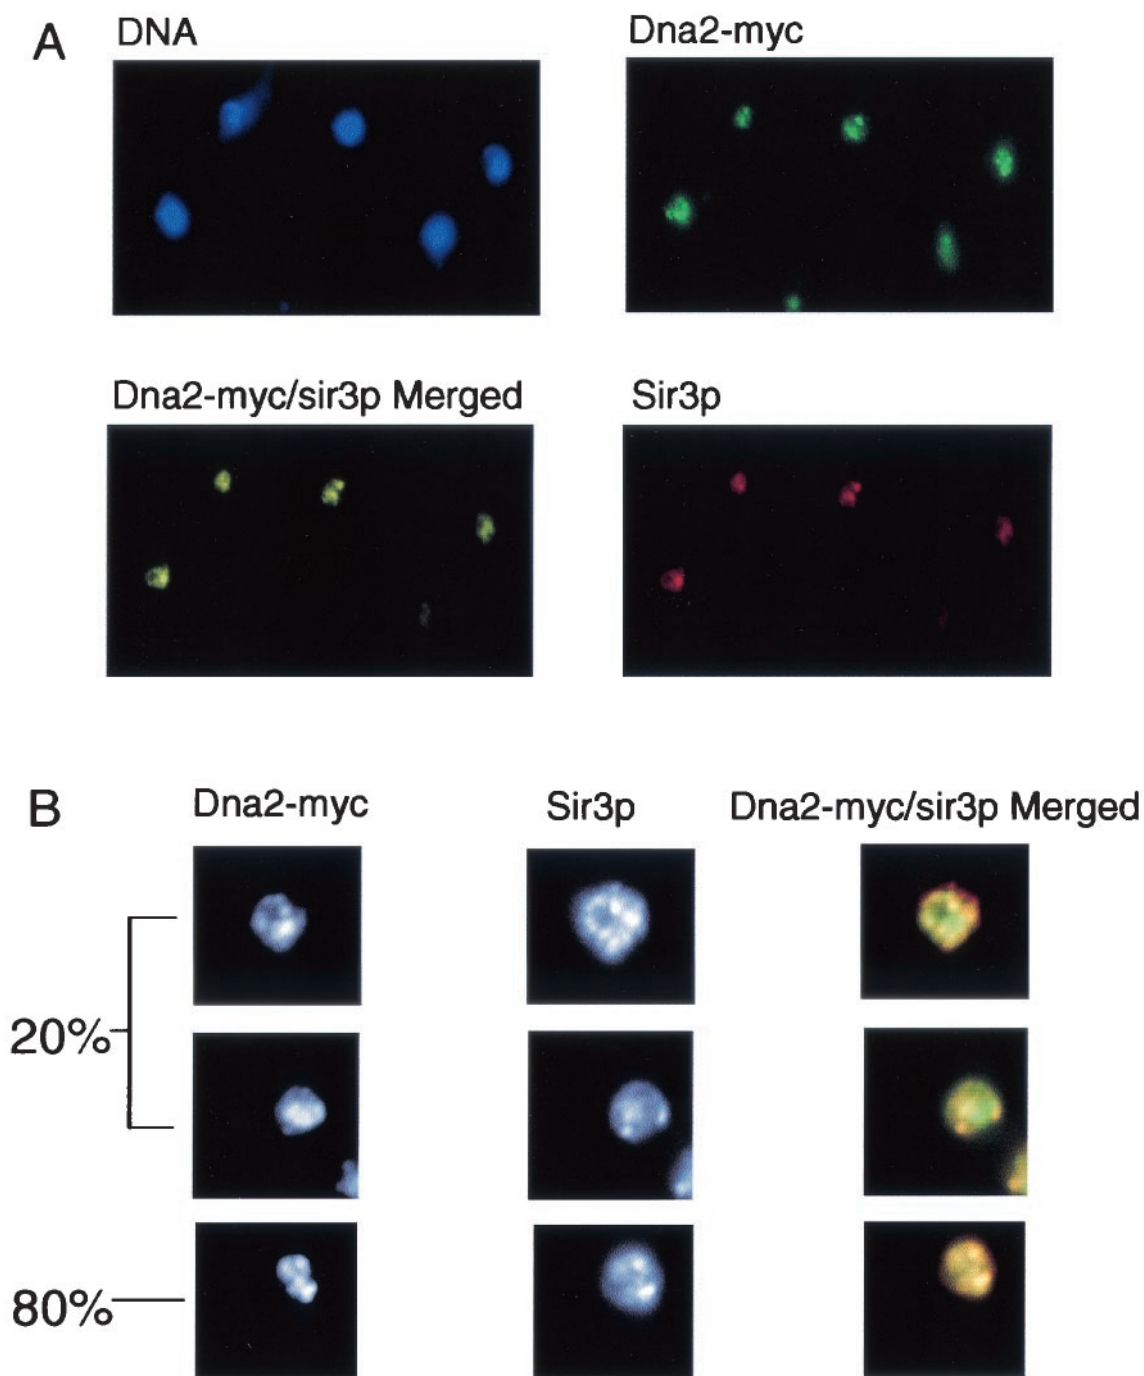 A
DNA
Dna2-myc
Dna2-myc/sir3p Merged
Sir3p
B
Dna2-myc
Sir3p
Dna2-myc/sir3p Merged
20%
80%